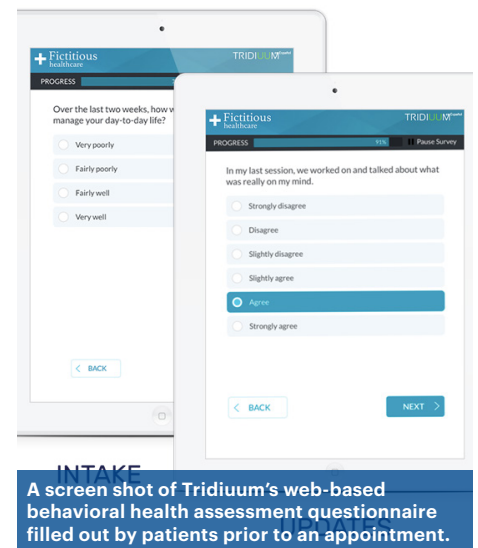 Fictitious
healthcare
TRIDIUUM
PROGRESS
Over the last two weeks, how w
manage your day-to-day life?
Very poorly
Fairly poorly
Fairly well
Very well
BACK
Fictitious
healthcare
TRIDIUUM
PROGRESS 91% Pause Survey
In my last session, we worked on and talked about what
was really on my mind.
Strongly disagree
Disagree
Slightly disagree
Slightly agree
Agree
Strongly agree
BACK
NEXT
INTAKE
UPDATES
A screen shot of Tridiuum's web-based
behavioral health assessment questionnaire
filled out by patients prior to an appointment.